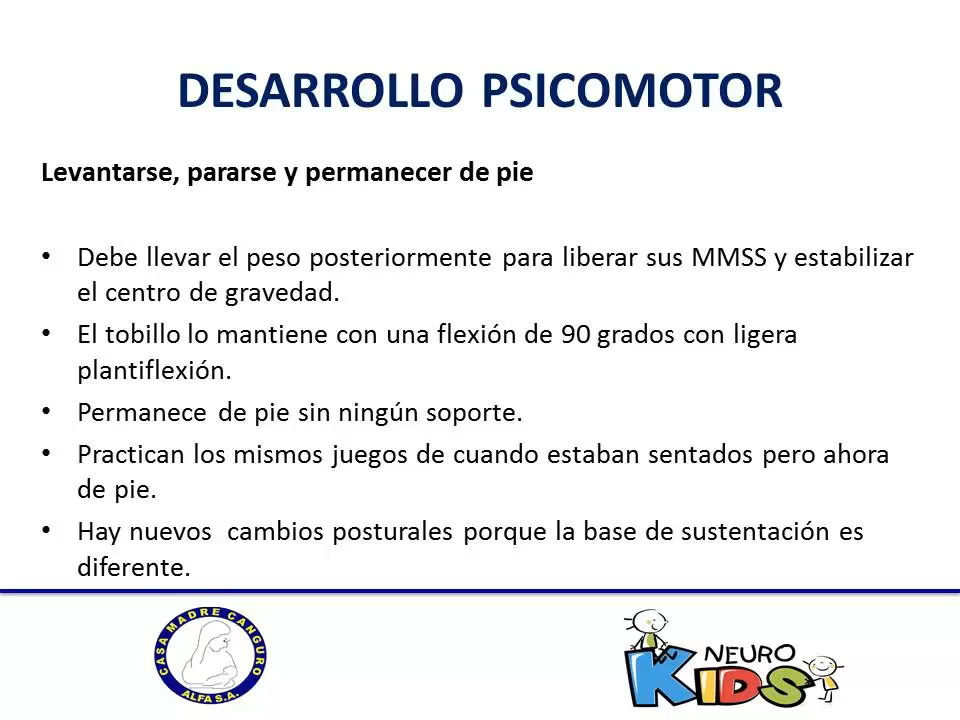 DESARROLLO PSICOMOTOR
Levantarse, pararse y permanecer de pie
• Debe llevar el peso posteriormente para liberar sus MMSS y estabilizar
el centro de gravedad.
• El tobillo lo mantiene con una flexión de 90 grados con ligera
plantiflexión.
• Permanece de pie sin ningún soporte.
• Practican los mismos juegos de cuando estaban sentados pero ahora
de pie.
• Hay nuevos cambios posturales porque la base de sustentación es
diferente.
CASA MADRE CANGURO
ALFA S.A.
NEURO
KIDS